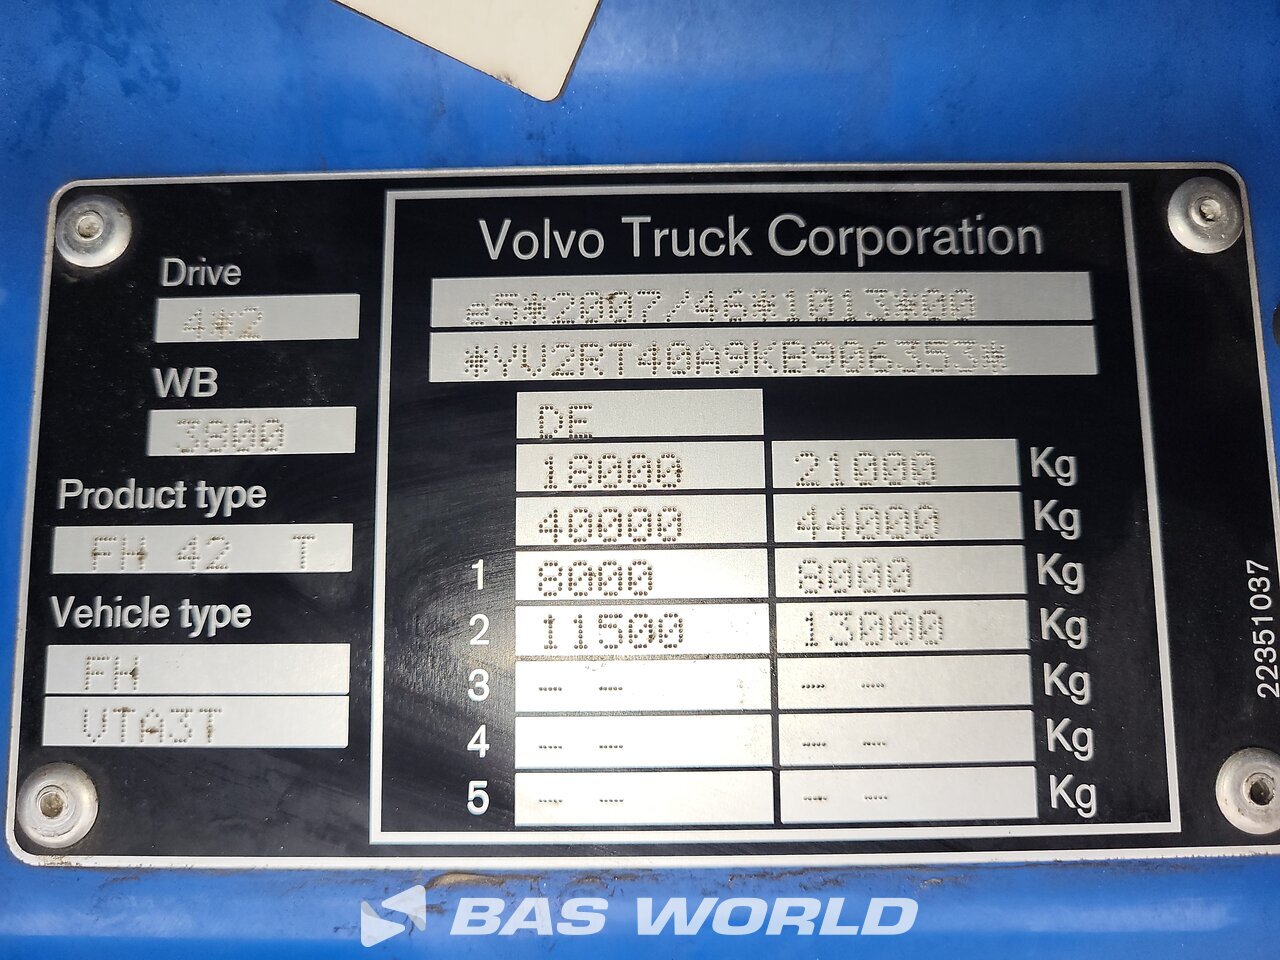 Volvo Truck Corporation
Drive
4*2
WB
3800
Product type
FH 42 T
Vehicle type
FH
VTA3T
e5*2007/46*1013*00
*YV2RT40A9KB906353*
DE
18000 21000 Kg
40000 44000 Kg
1 8000 8000 Kg
2 11500 13000 Kg
3 -- -- -- -- Kg
4 -- -- -- -- Kg
5 -- -- -- -- Kg
22351037
BAS WORLD